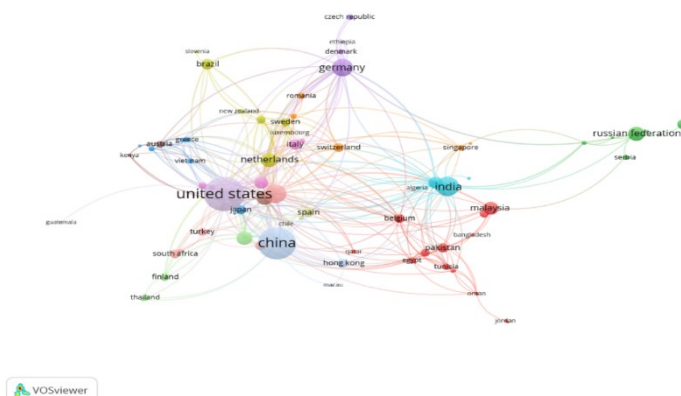 czech republic
ethiopia
denmark
slovenia
brazil
germany
romania
new zealand
sweden
luxembourg
russian federation
greece
austria
italy
switzerland
singapore
kenya
vietnam
netherlands
serbia
united states
algeria
india
japan
spain
malaysia
guatemala
chile
belgium
turkey
bangladesh
china
south africa
qatar
pakistan
egypt
hong kong
tunisia
finland
macau
oman
thailand
jordan
VOSviewer